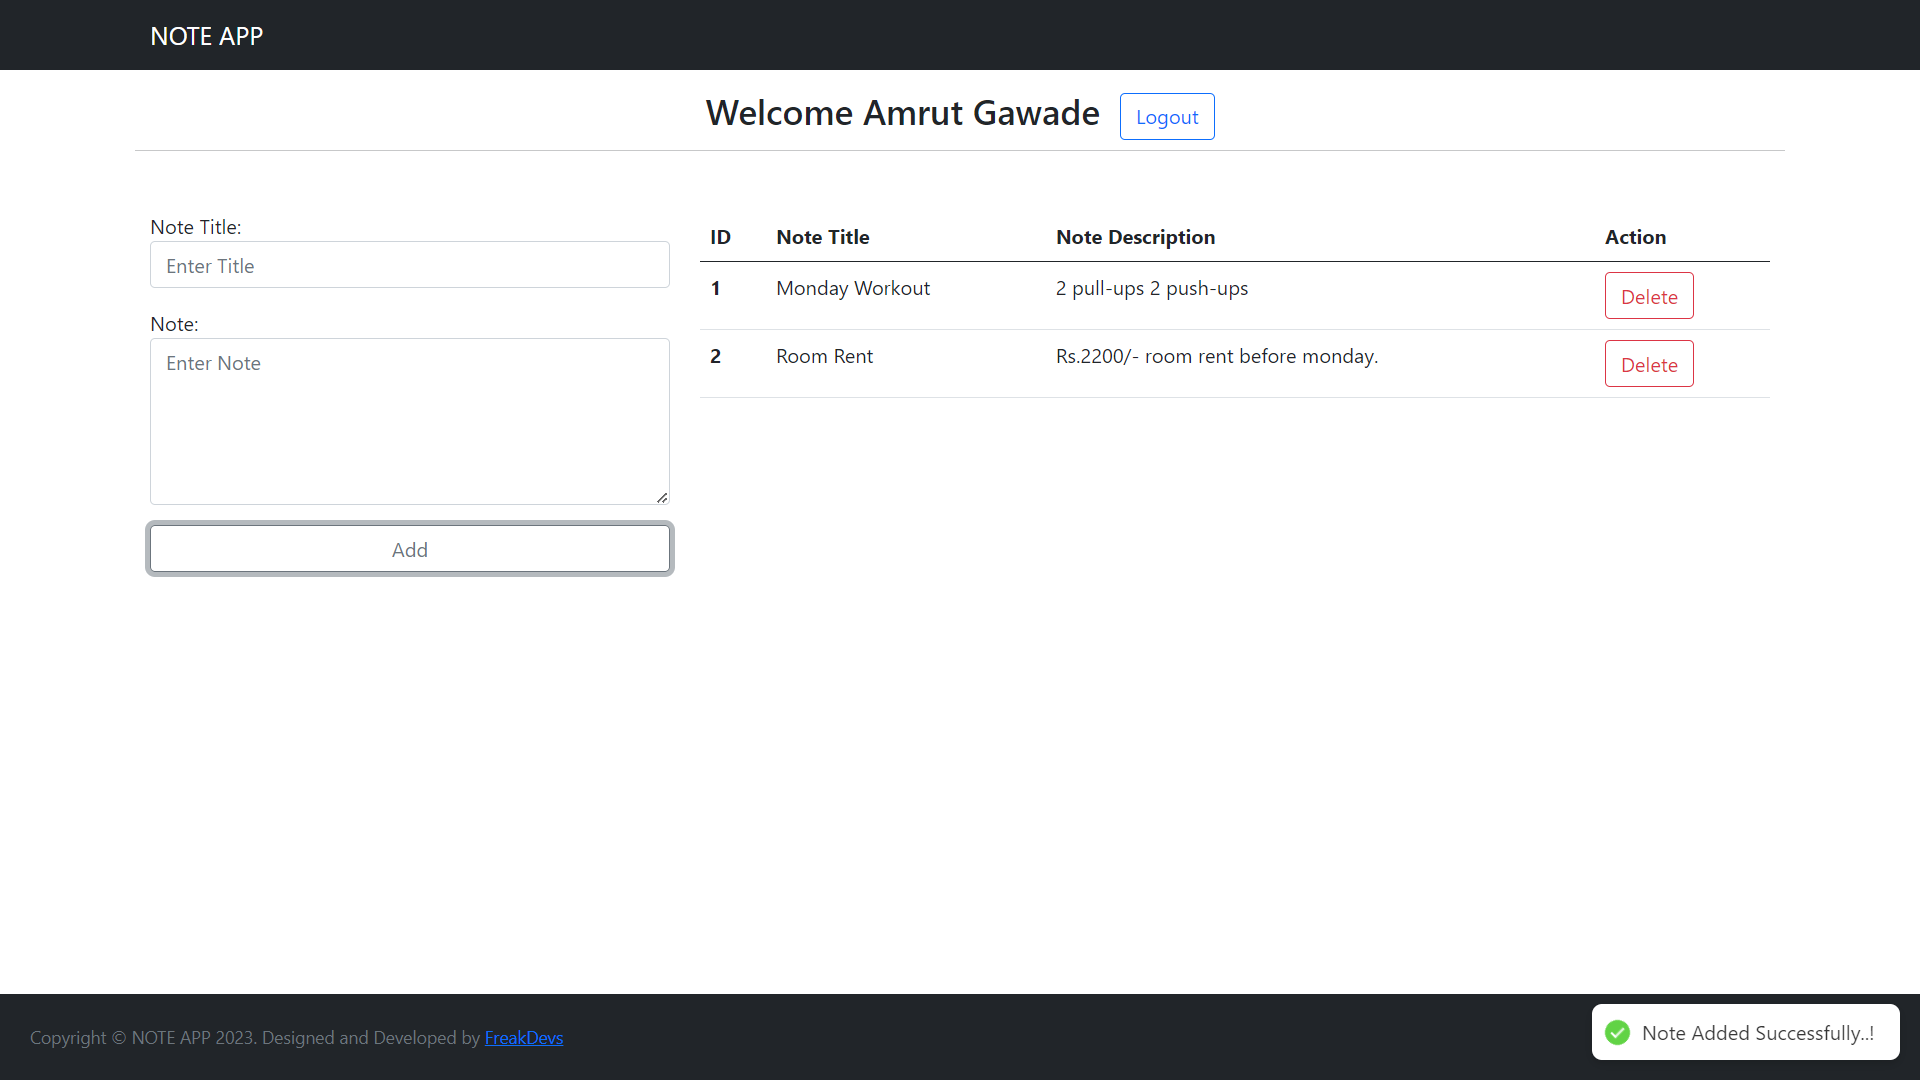 NOTE APP
Welcome Amrut Gawade Logout
Note Title:
Enter Title
Note:
Enter Note
Add
ID Note Title Note Description Action
1 Monday Workout 2 pull-ups 2 push-ups Delete
2 Room Rent Rs.2200/- room rent before monday. Delete
Copyright © NOTE APP 2023. Designed and Developed by FreakDevs
Note Added Successfully..!